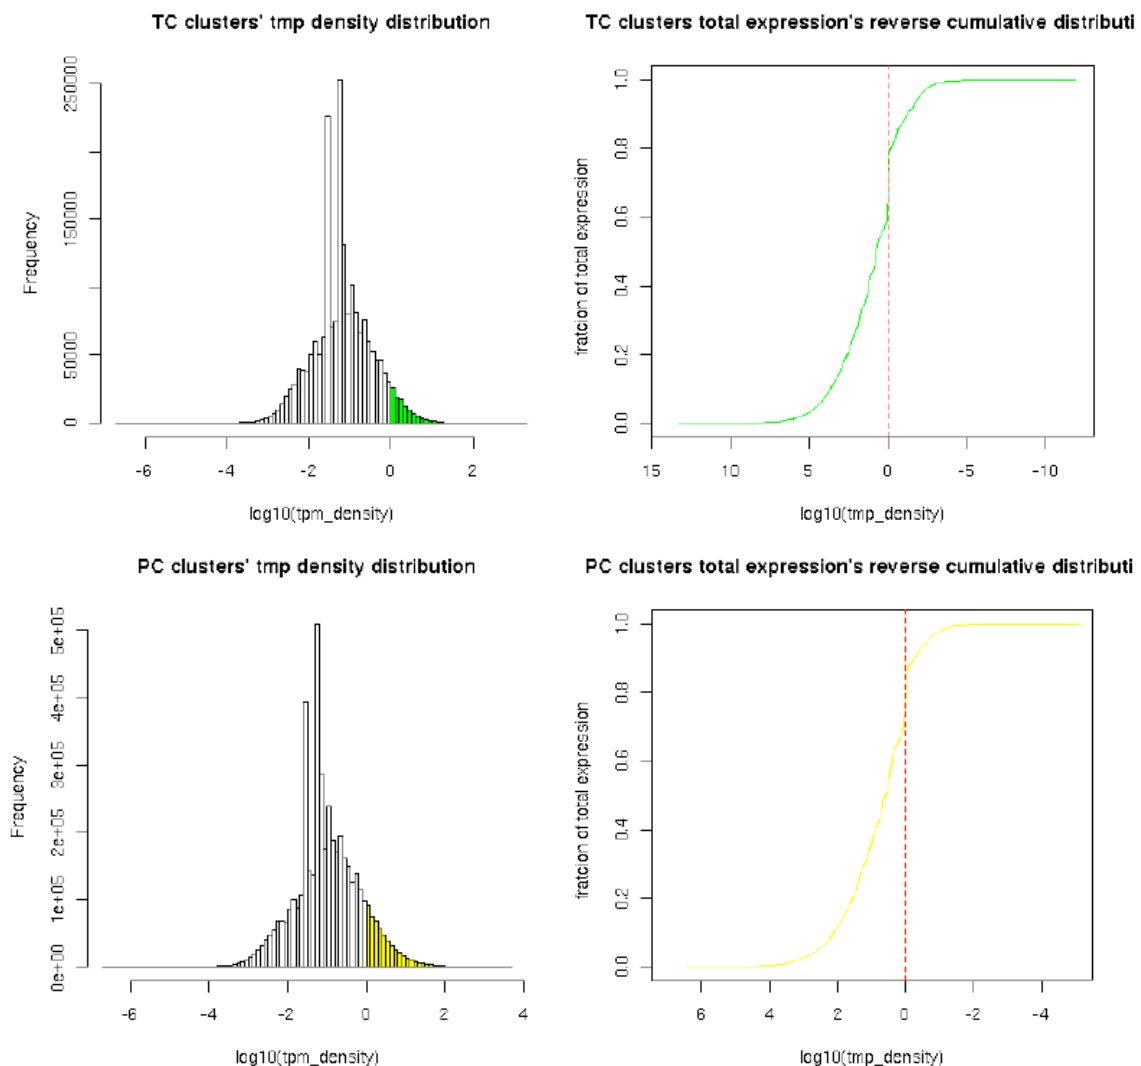 TC clusters' tmp density distribution
Frequency
0
50000
150000
250000
-6
-4
-2
0
2
log10(tpm_density)
TC clusters total expression's reverse cumulative distributi
fratcion of total expression
0.0
0.2
0.4
0.6
0.8
1.0
15
10
5
0
-5
-10
log10(tmp_density)
PC clusters' tmp density distribution
Frequency
0e+00
1e+05
2e+05
3e+05
4e+05
5e+05
-6
-4
-2
0
2
4
log10(tpm_density)
PC clusters total expression's reverse cumulative distributi
fratcion of total expression
0.0
0.2
0.4
0.6
0.8
1.0
6
4
2
0
-2
-4
log10(tmp_density)